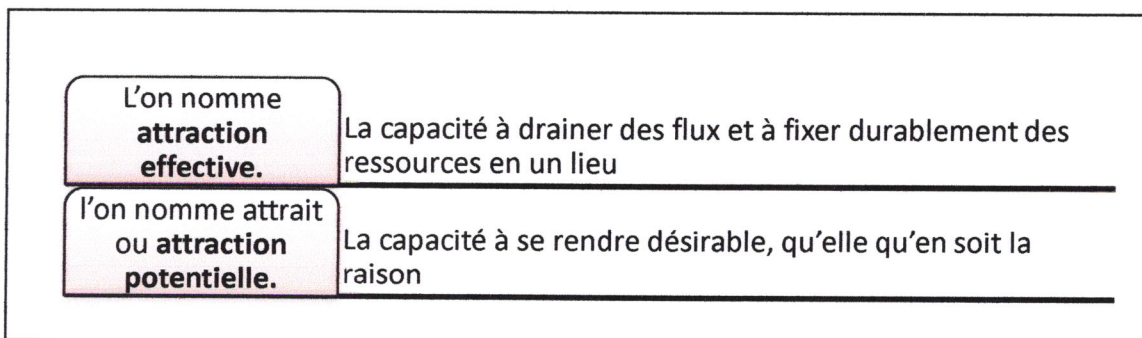 L'on nomme
attraction
effective.
La capacité à drainer des flux et à fixer durablement des
ressources en un lieu
l'on nomme attrait
ou attraction
potentielle.
La capacité à se rendre désirable, qu'elle qu'en soit la
raison